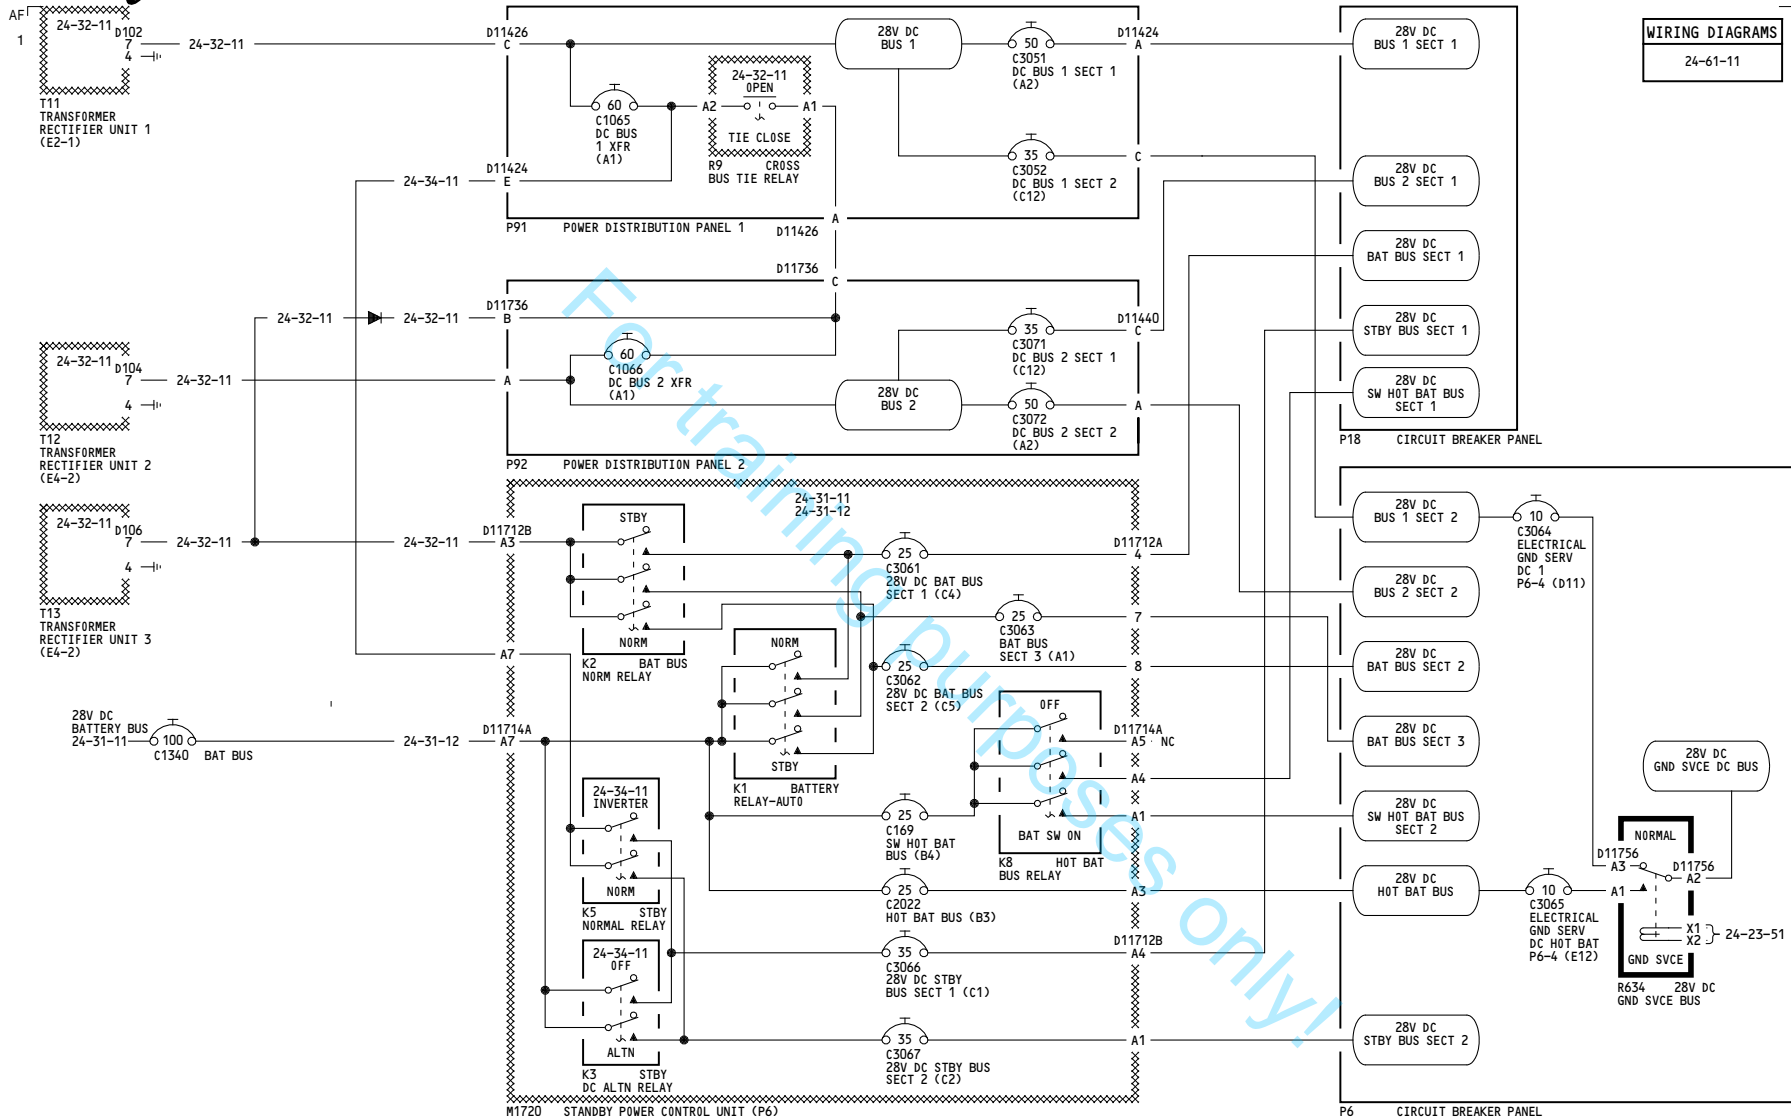 AF
1
24-32-11
D102
7
4
24-32-11
T11
TRANSFORMER
RECTIFIER UNIT 1
(E2-1)
D11426
C
60
C1065
DC BUS
1 XFR
(A1)
A2
24-32-11
OPEN
TIE CLOSE
A1
R9 CROSS
BUS TIE RELAY
28V DC
BUS 1
50
C3051
DC BUS 1 SECT 1
(A2)
D11424
A
35
C3052
DC BUS 1 SECT 2
(C12)
C
24-34-11
D11424
E
P91 POWER DISTRIBUTION PANEL 1
A
D11426
28V DC
BUS 1 SECT 1
28V DC
BUS 2 SECT 1
28V DC
BAT BUS SECT 1
28V DC
STBY BUS SECT 1
28V DC
SW HOT BAT BUS
SECT 1
P18 CIRCUIT BREAKER PANEL
WIRING DIAGRAMS
24-61-11
D11736
C
24-32-11
24-32-11
D11736
B
60
C1066
DC BUS 2 XFR
(A1)
24-32-11
D104
7
4
24-32-11
T12
TRANSFORMER
RECTIFIER UNIT 2
(E4-2)
A
28V DC
BUS 2
35
C3071
DC BUS 2 SECT 1
(C12)
D11440
C
50
C3072
DC BUS 2 SECT 2
(A2)
A
P92 POWER DISTRIBUTION PANEL 2
24-32-11
D106
7
4
24-32-11
24-32-11
T13
TRANSFORMER
RECTIFIER UNIT 3
(E4-2)
24-31-11
24-31-12
D11712B
A3
STBY
NORM
K2 BAT BUS
NORM RELAY
A7
25
C3061
28V DC BAT BUS
SECT 1 (C4)
D11712A
4
25
C3063
BAT BUS
SECT 3 (A1)
7
25
C3062
28V DC BAT BUS
SECT 2 (C5)
8
28V DC
BATTERY BUS
24-31-11
100
C1340 BAT BUS
24-31-12
D11714A
A7
NORM
STBY
K1 BATTERY
RELAY-AUTO
OFF
BAT SW ON
K8 HOT BAT
BUS RELAY
D11714A
A5 NC
A4
A1
24-34-11
INVERTER
NORM
K5 STBY
NORMAL RELAY
25
C169
SW HOT BAT
BUS (B4)
25
C2022
HOT BAT BUS (B3)
A3
24-34-11
OFF
ALTN
K3 STBY
DC ALTN RELAY
35
C3066
28V DC STBY
BUS SECT 1 (C1)
D11712B
A4
35
C3067
28V DC STBY BUS
SECT 2 (C2)
A1
M1720 STANDBY POWER CONTROL UNIT (P6)
28V DC
BUS 1 SECT 2
10
C3064
ELECTRICAL
GND SERV
DC 1
P6-4 (D11)
28V DC
BUS 2 SECT 2
28V DC
BAT BUS SECT 2
28V DC
BAT BUS SECT 3
28V DC
SW HOT BAT BUS
SECT 2
28V DC
GND SVCE DC BUS
28V DC
HOT BAT BUS
10
C3065
ELECTRICAL
GND SERV
DC HOT BAT
P6-4 (E12)
NORMAL
D11756
A3
D11756
A2
A1
X1
X2
24-23-51
GND SVCE
R634 28V DC
GND SVCE BUS
28V DC
STBY BUS SECT 2
P6 CIRCUIT BREAKER PANEL
For training purposes only!